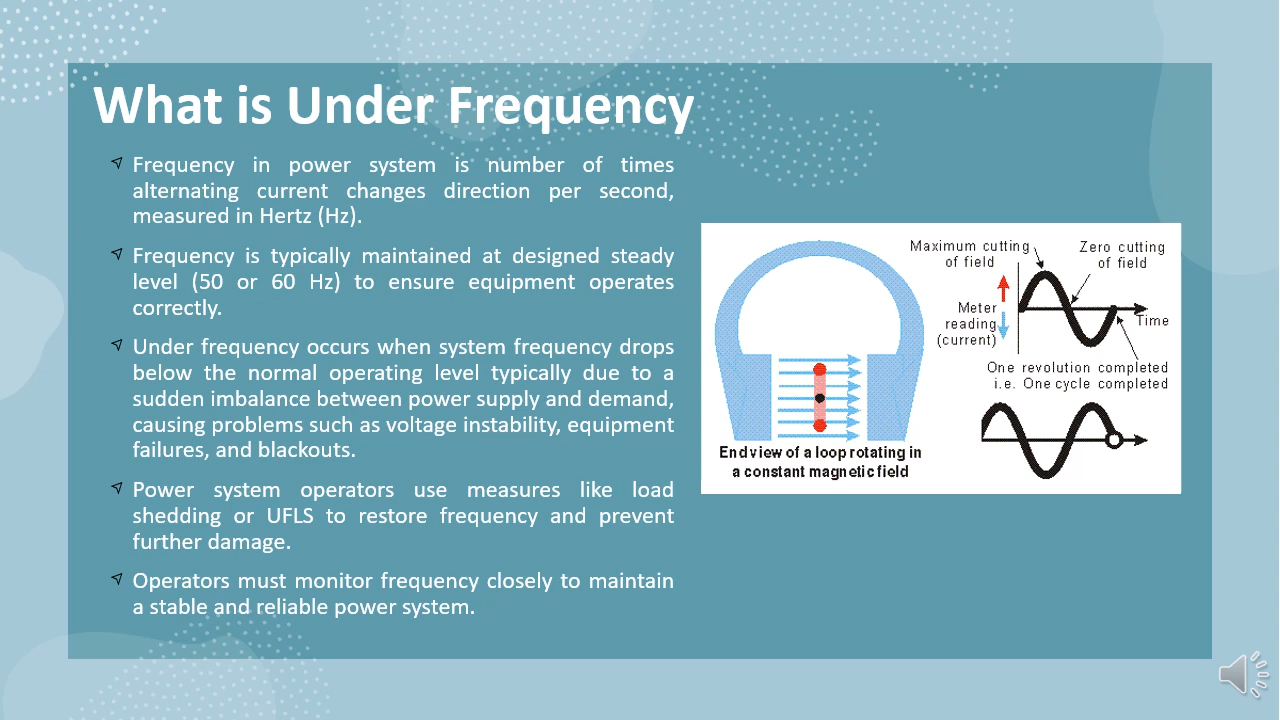 What is Under Frequency
Frequency in power system is number of times
alternating current changes direction per second,
measured in Hertz (Hz).
Frequency is typically maintained at designed steady
level (50 or 60 Hz) to ensure equipment operates
correctly.
Under frequency occurs when system frequency drops
below the normal operating level typically due to a
sudden imbalance between power supply and demand,
causing problems such as voltage instability, equipment
failures, and blackouts.
Power system operators use measures like load
shedding or UFLS to restore frequency and prevent
further damage.
Operators must monitor frequency closely to maintain
a stable and reliable power system.
Maximum cutting
of field
Zero cutting
of field
Meter
reading
(current)
Time
One revolution completed
i.e. One cycle completed
End view of a loop rotating in
a constant magnetic field